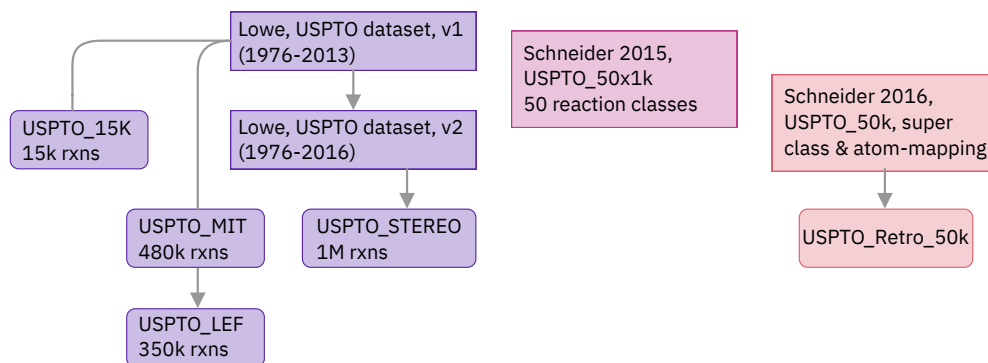 Lowe, USPTO dataset, v1
(1976-2013)
Schneider 2015,
USPTO_50x1k
50 reaction classes
Schneider 2016,
USPTO_50k, super
class & atom-mapping
USPTO_15K
15k rxns
Lowe, USPTO dataset, v2
(1976-2016)
USPTO_MIT
480k rxns
USPTO_STEREO
1M rxns
USPTO_Retro_50k
USPTO_LEF
350k rxns